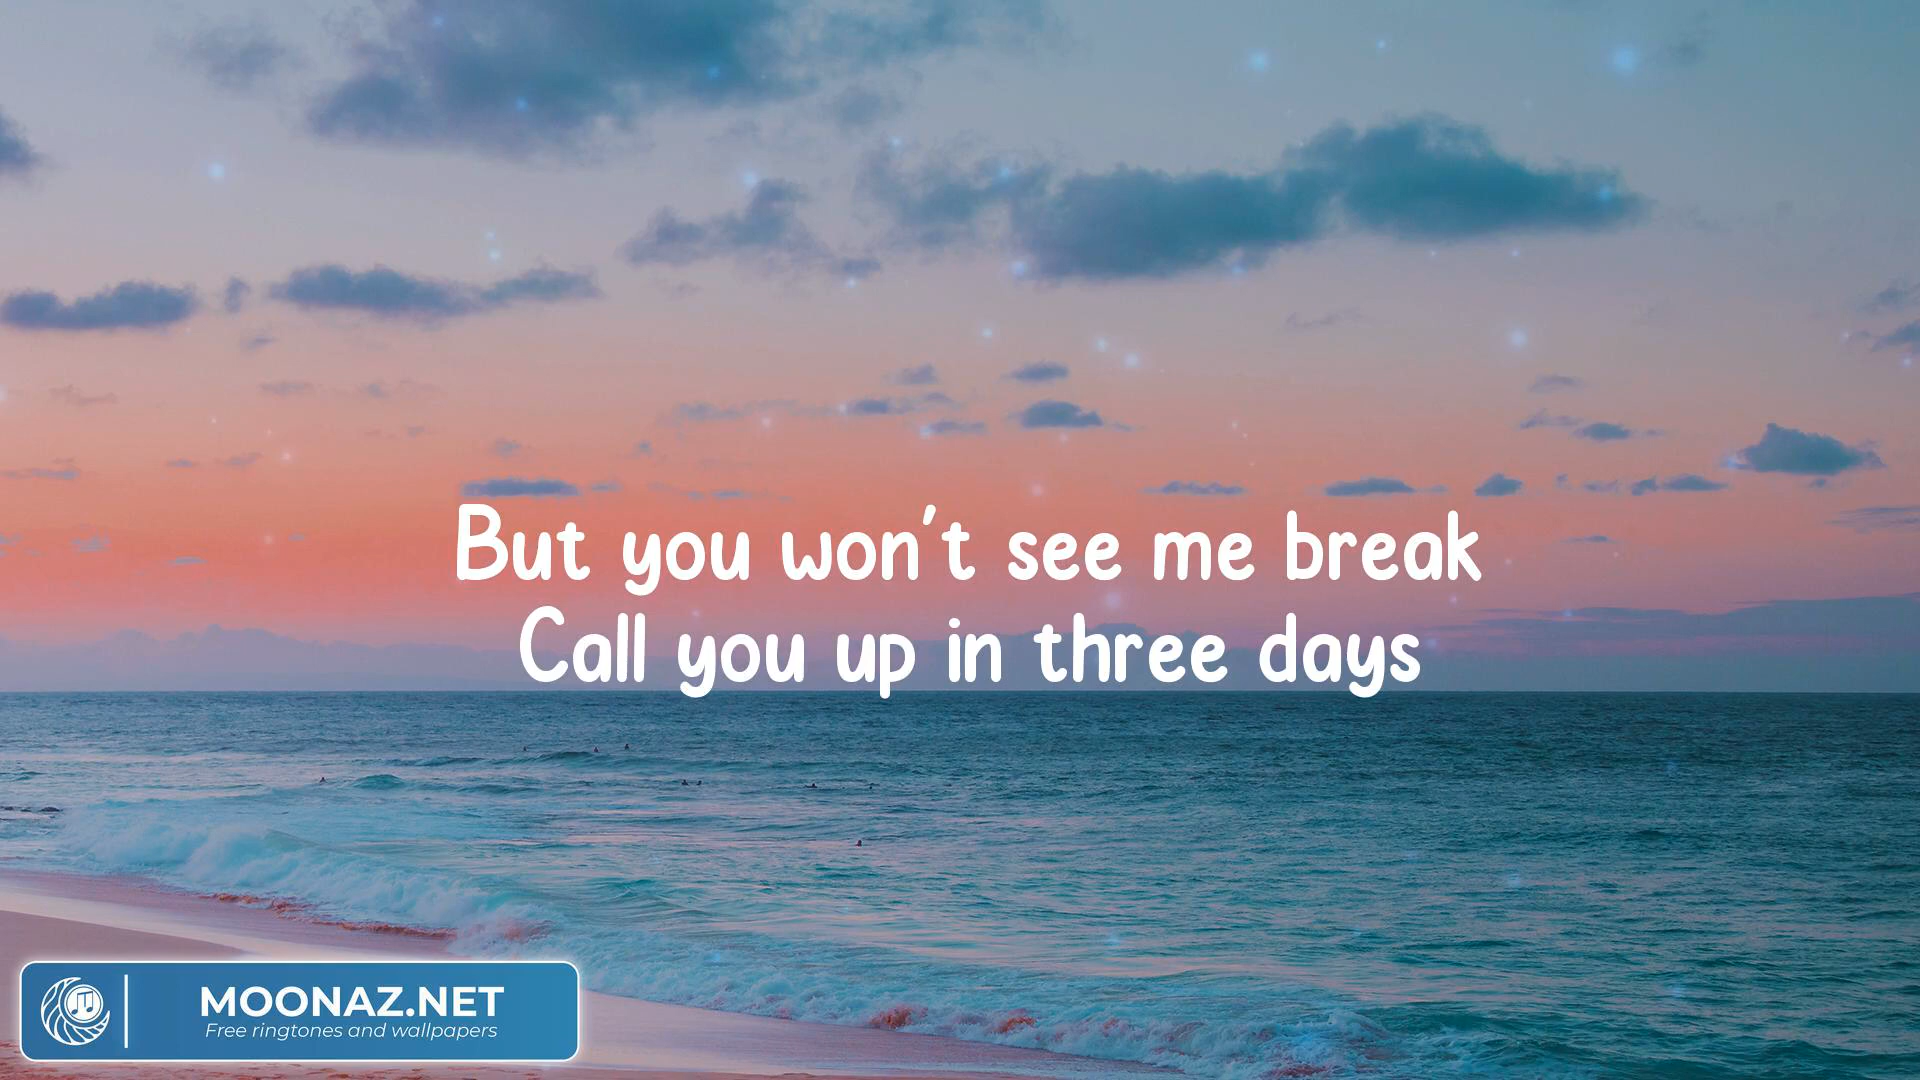 But you won't see me break
Call you up in three days
MOONAZ.NET
Free ringtones and wallpapers